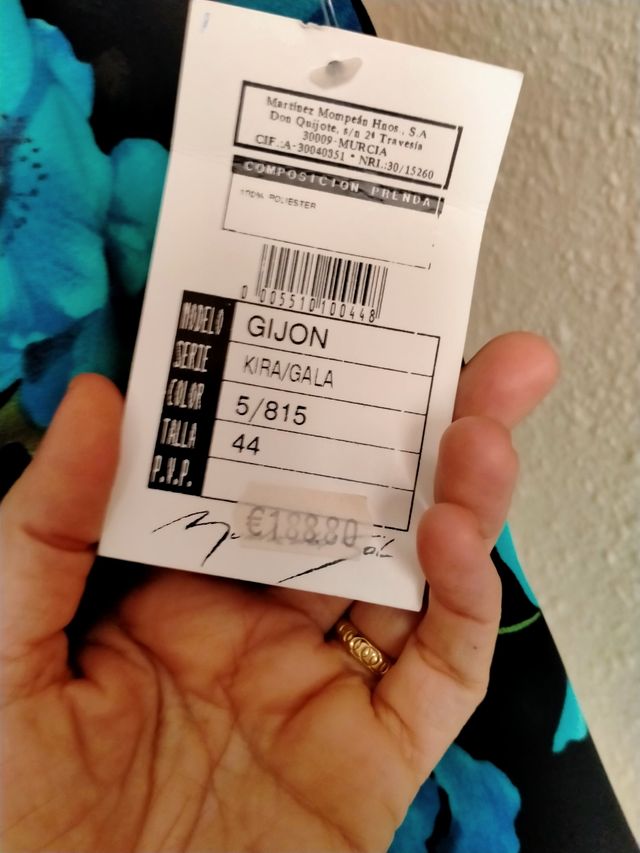 Martínez Mompeán Hnos., S.A
Don Quijote, s/n 2ª Travesía
30009-MURCIA
CIF.:A-30040351 * NRI.:30/15260
COMPOSICION PRENDA
100% POLIESTER
0 005510 100448
MODELO GIJON
SERIE KIRA/GALA
COLOR 5/815
TALLA 44
P.V.P.
€188.80